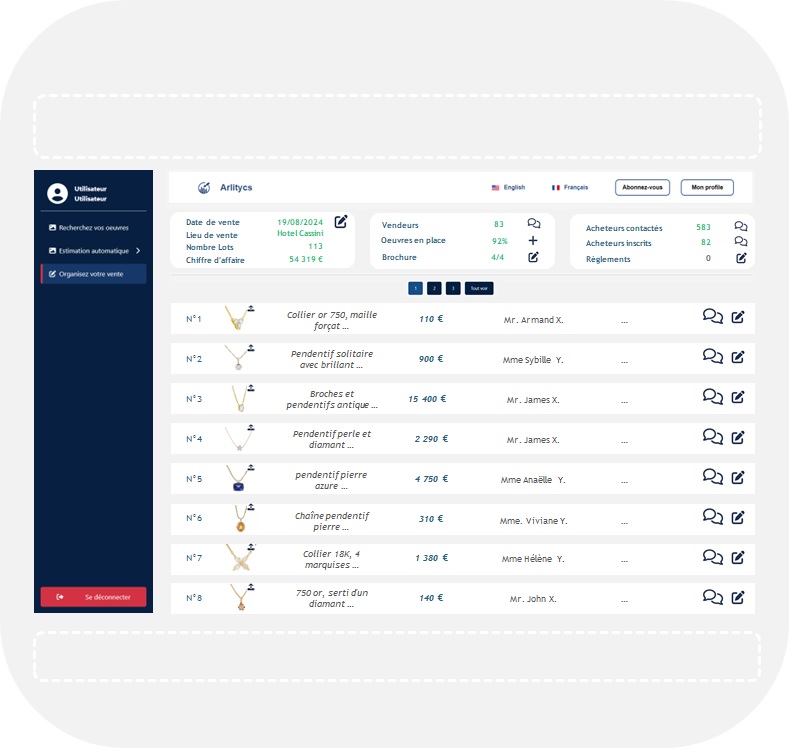 Utilisateur
Utilisateur
Recherchez vos oeuvres
Estimation automatique
Organisez votre vente
Se déconnecter
Arlitycs
English
Français
Abonnez-vous
Mon profile
Date de vente 19/08/2024
Lieu de vente Hotel Cassini
Nombre Lots 113
Chiffre d'affaire 54 319 €
Vendeurs 83
Oeuvres en place 92%
Brochure 4/4
Acheteurs contactés 583
Acheteurs inscrits 82
Règlements 0
1 2 3 Tout voir
N°1 Collier or 750, maille forçat ... 110 € Mr. Armand X. ...
N°2 Pendentif solitaire avec brillant ... 900 € Mme Sybille Y. ...
N°3 Broches et pendentifs antique ... 15 400 € Mr. James X. ...
N°4 Pendentif perle et diamant ... 2 290 € Mr. James X. ...
N°5 pendentif pierre azure ... 4 750 € Mme Anaëlle Y. ...
N°6 Chaîne pendentif pierre ... 310 € Mme. Viviane Y. ...
N°7 Collier 18K, 4 marquises ... 1 380 € Mme Hélène Y. ...
N°8 750 or, serti d'un diamant ... 140 € Mr. John X. ...